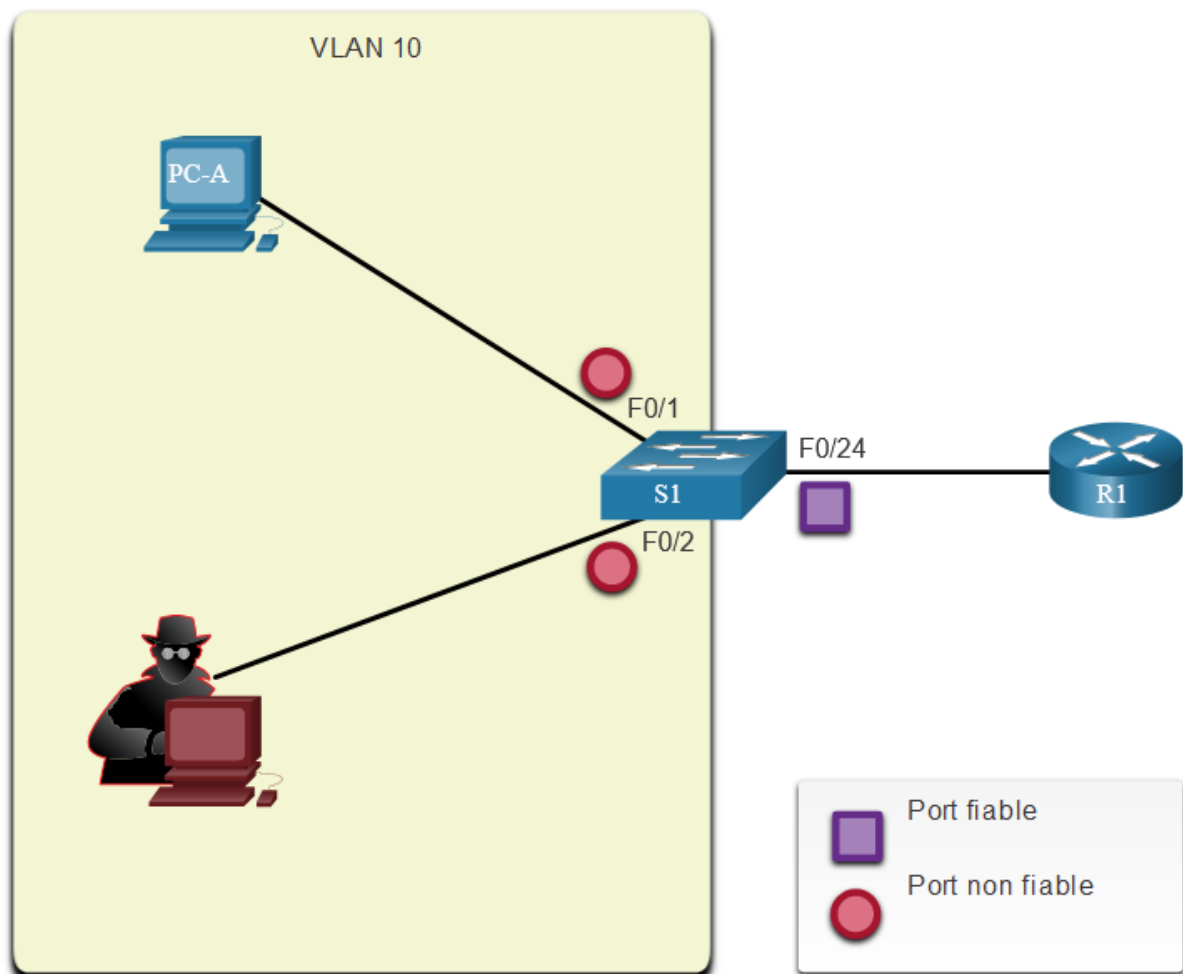 VLAN 10
PC-A
F0/1
F0/24
S1
R1
F0/2
Port fiable
Port non fiable